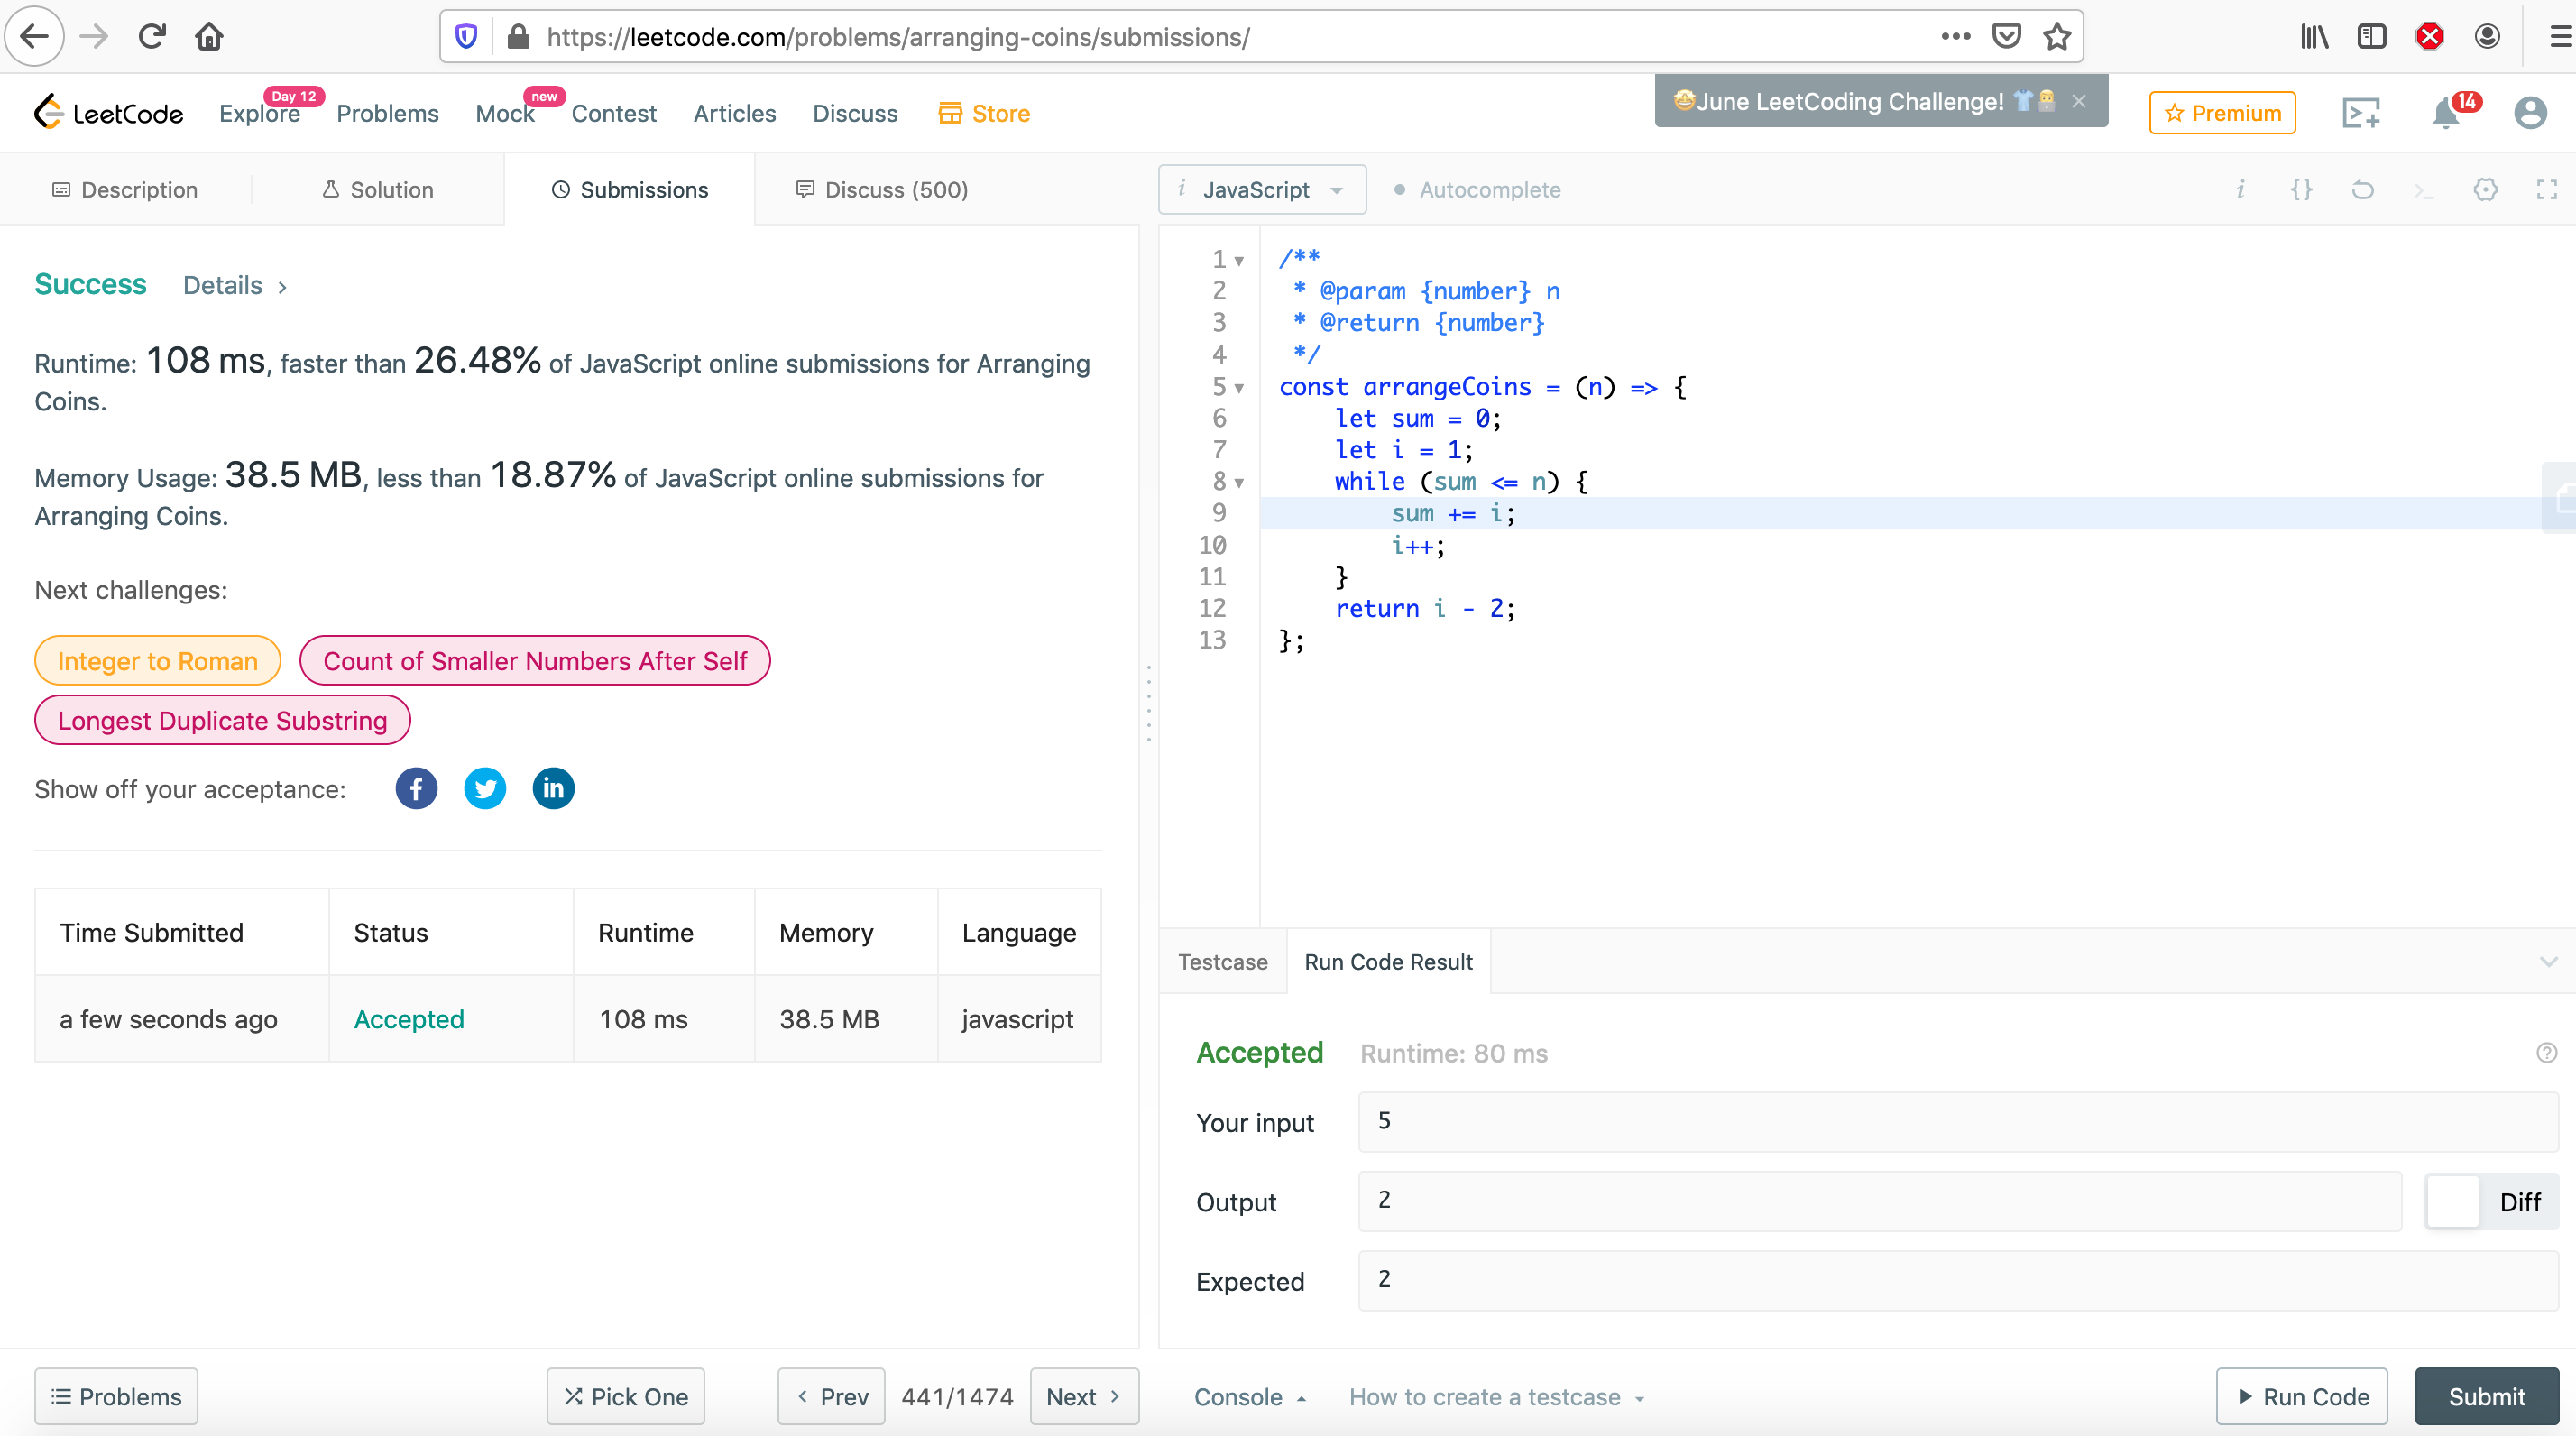 https://leetcode.com/problems/arranging-coins/submissions/
LeetCode
Explore
Day 12
Problems
Mock
new
Contest
Articles
Discuss
Store
🤩June LeetCoding Challenge! 👕
Premium
14
Description
Solution
Submissions
Discuss (500)
i JavaScript
Autocomplete
Success Details >
Runtime: 108 ms, faster than 26.48% of JavaScript online submissions for Arranging
Coins.
Memory Usage: 38.5 MB, less than 18.87% of JavaScript online submissions for
Arranging Coins.
Next challenges:
Integer to Roman
Count of Smaller Numbers After Self
Longest Duplicate Substring
Show off your acceptance:
Time Submitted Status Runtime Memory Language
a few seconds ago Accepted 108 ms 38.5 MB javascript
1 /**
2 * @param {number} n
3 * @return {number}
4 */
5 const arrangeCoins = (n) => {
6 let sum = 0;
7 let i = 1;
8 while (sum <= n) {
9 sum += i;
10 i++;
11 }
12 return i - 2;
13 };
Testcase
Run Code Result
Accepted Runtime: 80 ms
Your input 5
Output 2
Diff
Expected 2
Problems
Pick One
< Prev
441/1474
Next >
Console
How to create a testcase
Run Code
Submit